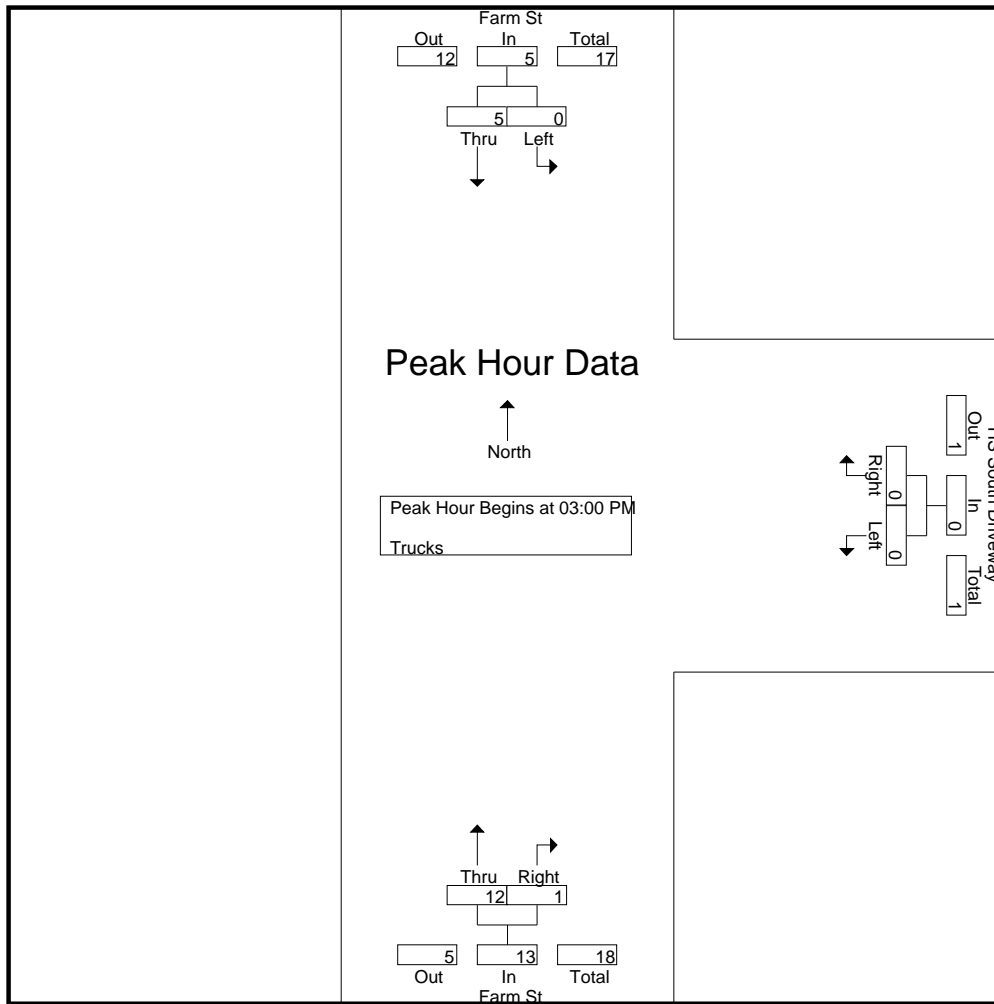 Farm St
Out In Total
12 5 17
5 0
Thru Left
Peak Hour Data
North
Peak Hour Begins at 03:00 PM
Trucks
South Driveway
Out In Total
1 0 1
Right Left
0 0
Thru Right
12 1
5 13 18
Out In Total
Farm St